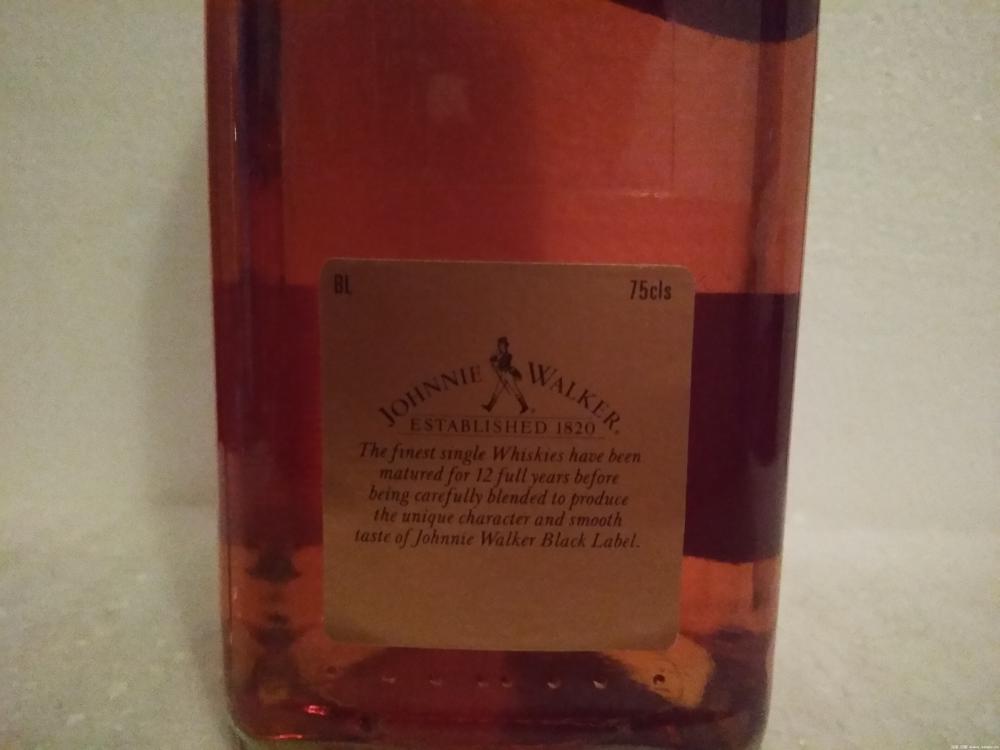 BL 75cls
JOHNNIE WALKER.
ESTABLISHED 1820
The finest single Whiskies have been
matured for 12 full years before
being carefully blended to produce
the unique character and smooth
taste of Johnnie Walker Black Label.